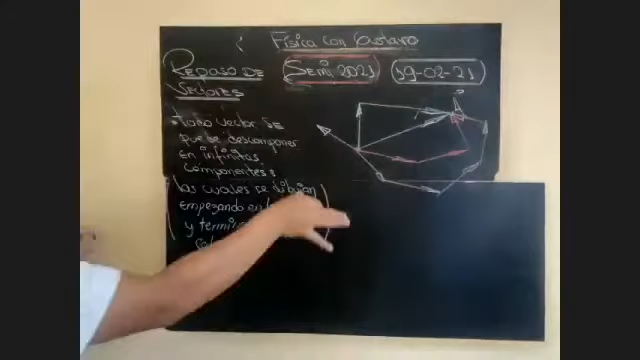 Física con Gustavo
Repaso de
Vectores
Semi 2021
19-02-21
Todo vector se
puede descomponer
en infinitas
componentes
las cuales se dibujan
empezando en
y termin